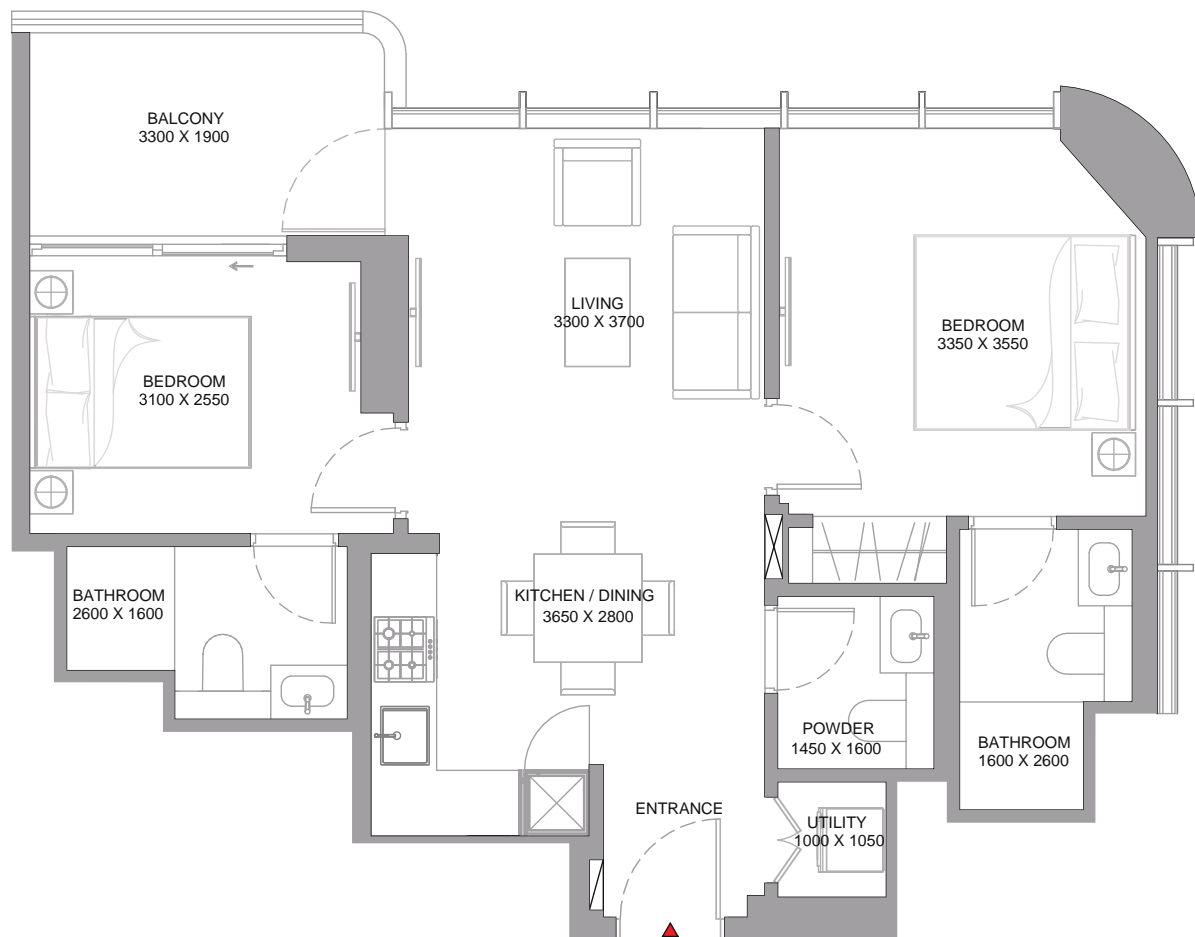 BALCONY
3300 X 1900
LIVING
3300 X 3700
BEDROOM
3350 X 3550
BEDROOM
3100 X 2550
BATHROOM
2600 X 1600
KITCHEN / DINING
3650 X 2800
POWDER
1450 X 1600
BATHROOM
1600 X 2600
ENTRANCE
UTILITY
1000 X 1050